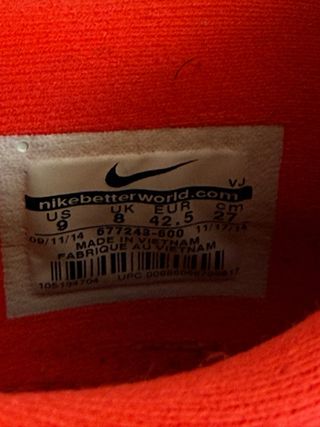 VJ
nikebetterworld.com
US UK EUR cm
9 8 42.5 27
09/11/14 677243-600 11/17/14
MADE IN VIETNAM
FABRIQUE AU VIETNAM
UPC